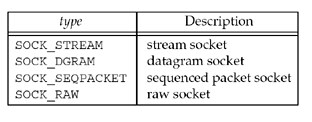 type Description
SOCK_STREAM stream socket
SOCK_DGRAM datagram socket
SOCK_SEQPACKET sequenced packet socket
SOCK_RAW raw socket